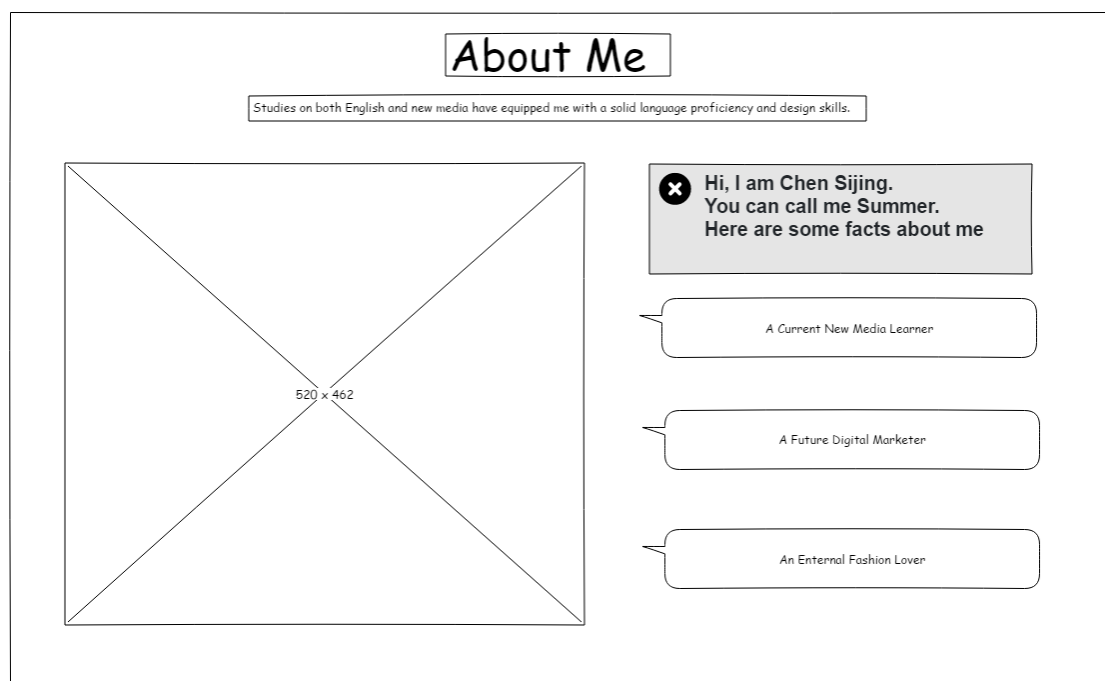 About Me
Studies on both English and new media have equipped me with a solid language proficiency and design skills.
520 x 462
Hi, I am Chen Sijing.
You can call me Summer.
Here are some facts about me
A Current New Media Learner
A Future Digital Marketer
An Enternal Fashion Lover